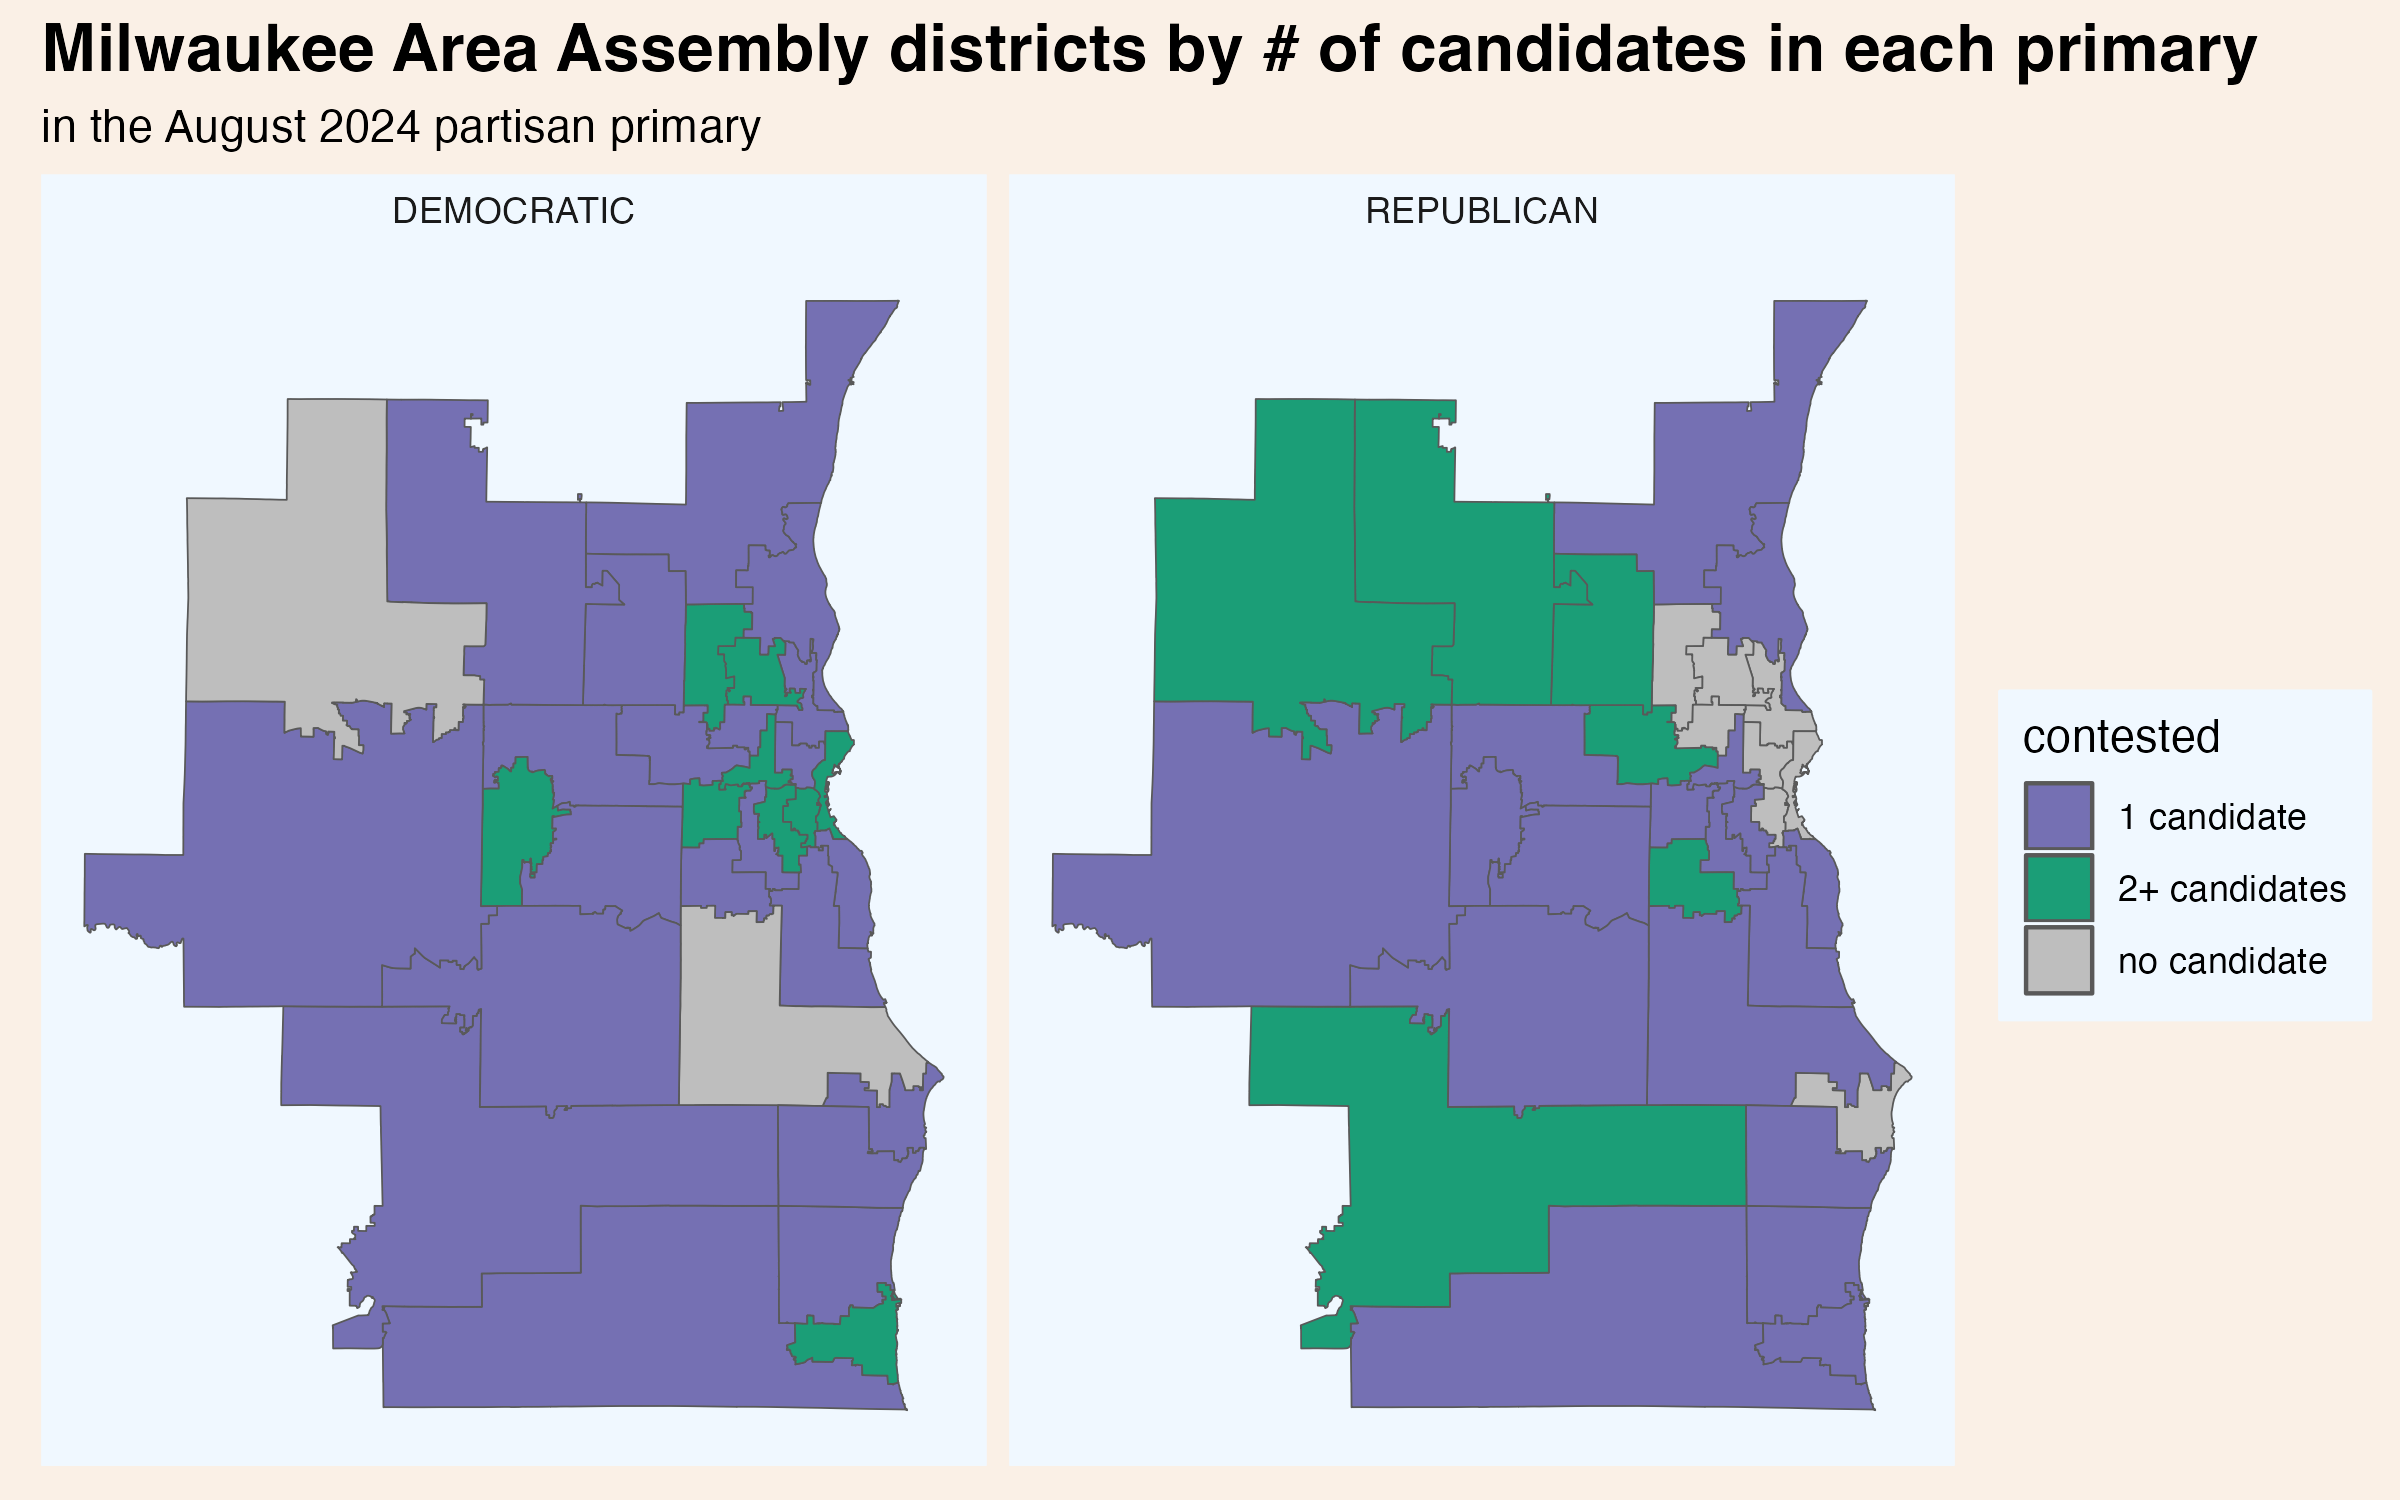 Milwaukee Area Assembly districts by # of candidates in each primary
in the August 2024 partisan primary
DEMOCRATIC
REPUBLICAN
contested
1 candidate
2+ candidates
no candidate